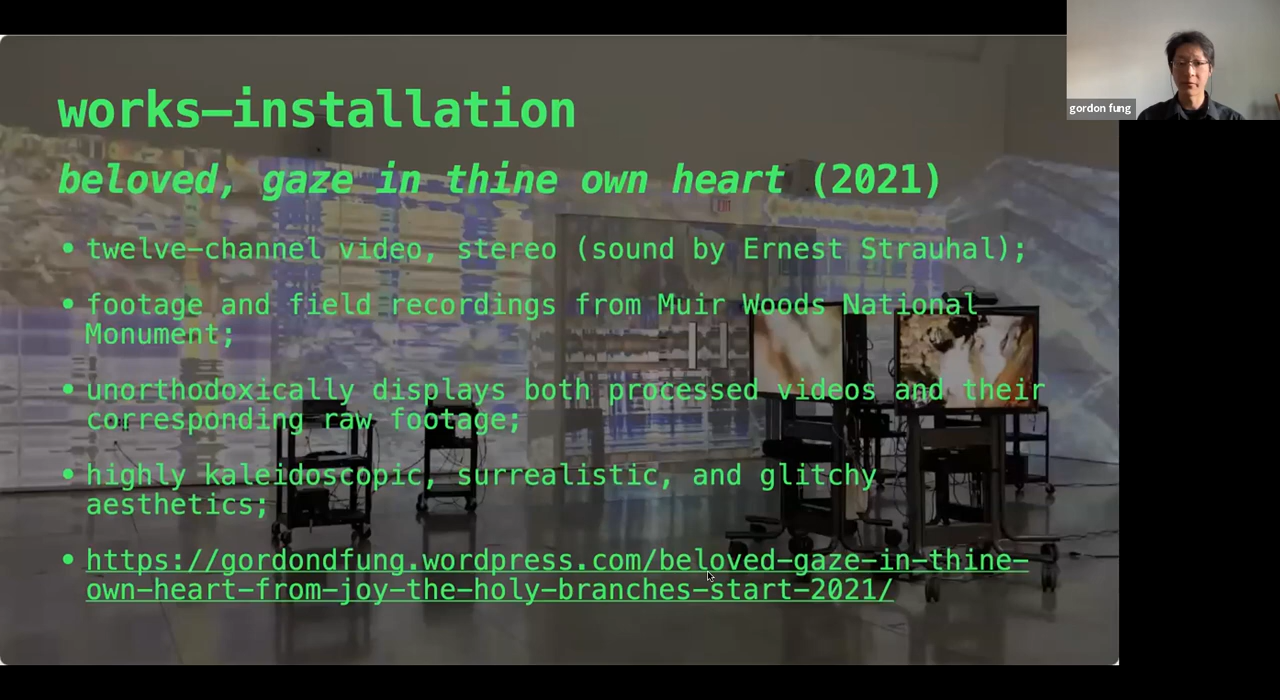 works—installation
gordon fung
beloved, gaze in thine own heart (2021)
EXIT
• twelve-channel video, stereo (sound by Ernest Strauhal);
• footage and field recordings from Muir Woods National
Monument;
• unorthodoxically displays both processed videos and their
corresponding raw footage;
• highly kaleidoscopic, surrealistic, and glitchy
aesthetics;
• https://gordondfung.wordpress.com/beloved-gaze-in-thine-
own-heart-from-joy-the-holy-branches-start-2021/